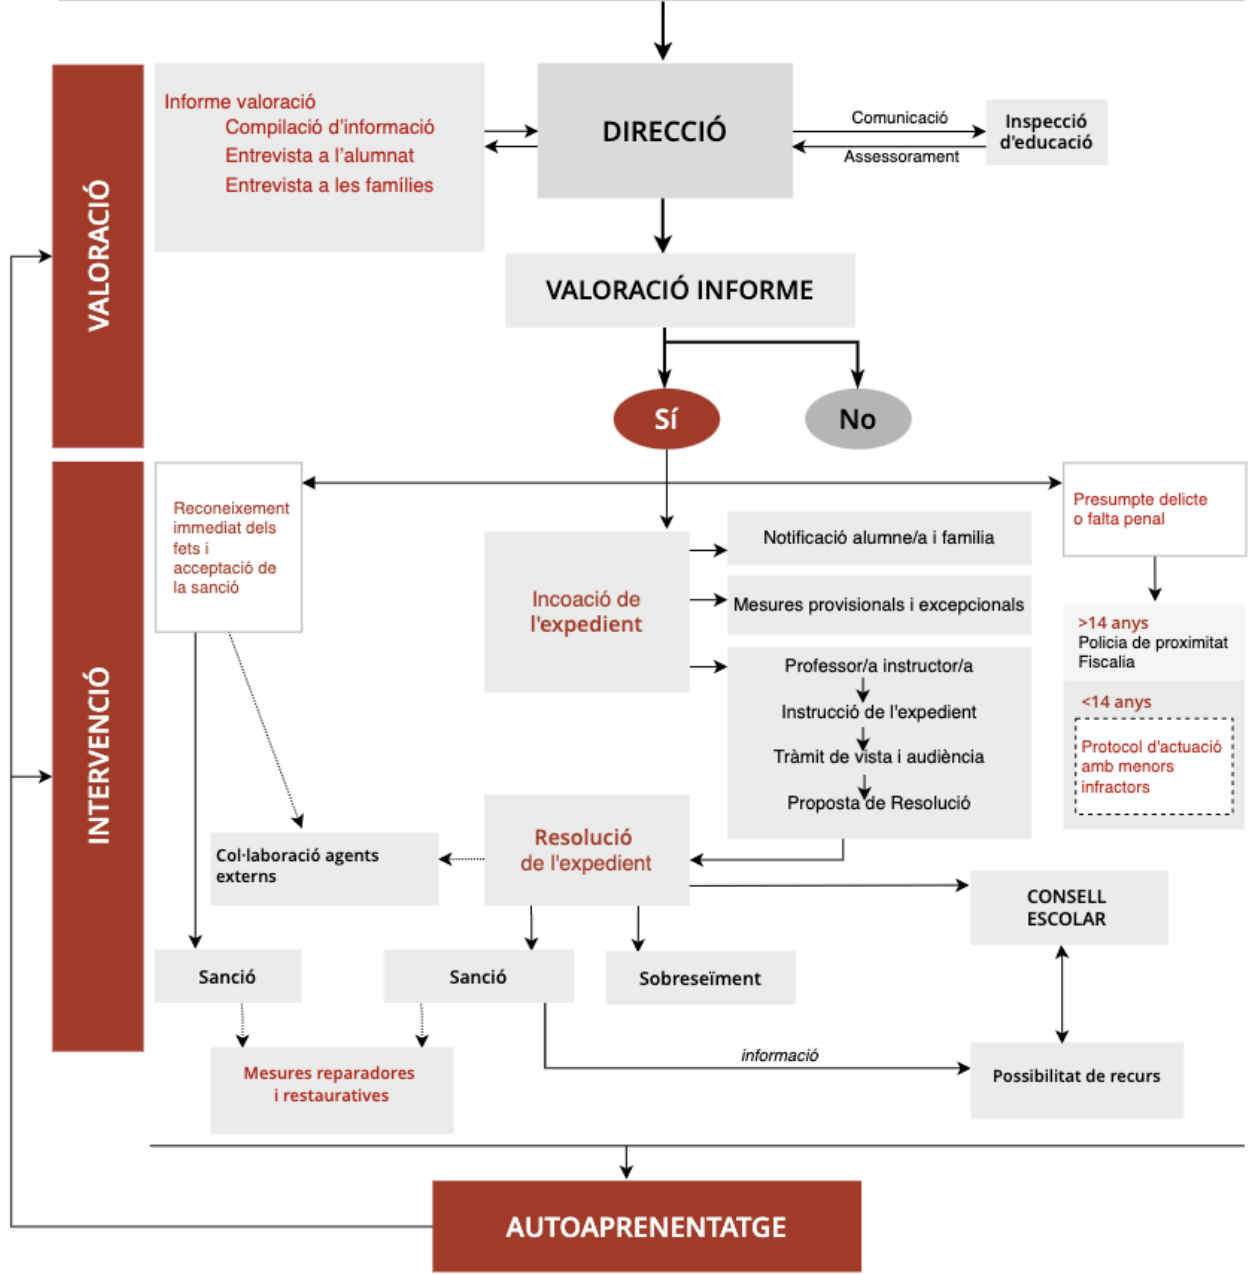 VALORACIÓ
Informe valoració
Compilació d'informació
Entrevista a l'alumnat
Entrevista a les famílies
DIRECCIÓ
Comunicació
Assessorament
Inspecció
d'educació
VALORACIÓ INFORME
Sí
No
INTERVENCIÓ
Reconeixement
immediat dels
fets i
acceptació de
la sanció
Presumpte delicte
o falta penal
Incoació de
l'expedient
Notificació alumne/a i familia
Mesures provisionals i excepcionals
Professor/a instructor/a
Instrucció de l'expedient
Tràmit de vista i audiència
Proposta de Resolució
>14 anys
Policia de proximitat
Fiscalia
<14 anys
Protocol d'actuació
amb menors
infractors
Resolució
de l'expedient
Col·laboració agents
externs
CONSELL
ESCOLAR
Sanció
Sanció
Sobreseïment
informació
Possibilitat de recurs
Mesures reparadores
i restauratives
AUTOAPRENENTATGE